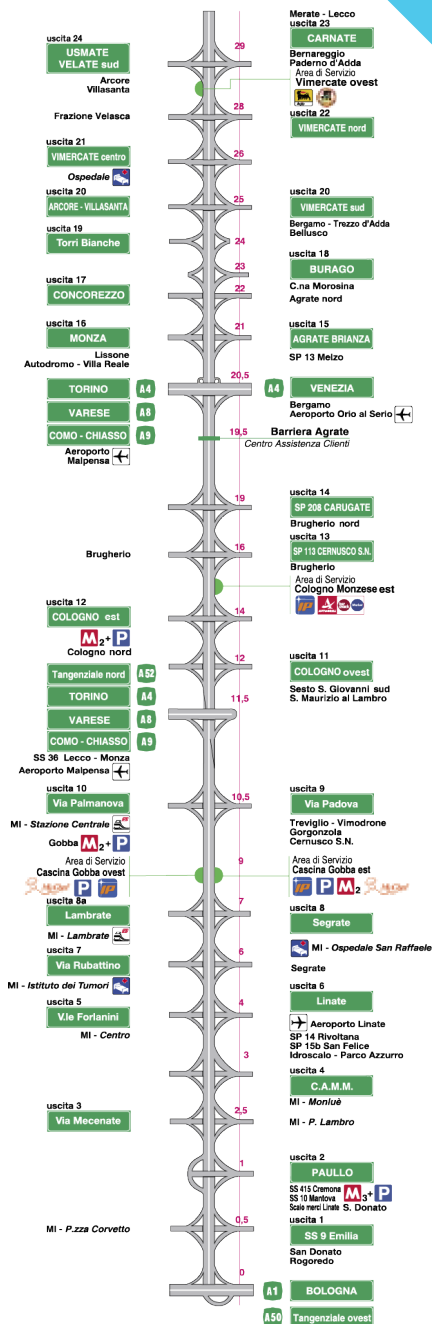 Merate - Lecco
uscita 23
CARNATE
Bernareggio
Paderno d'Adda
uscita 24
USMATE
VELATE sud
Arcore
Villasanta
29
Area di Servizio
Vimercate ovest
28
Frazione Velasca
uscita 22
VIMERCATE nord
uscita 21
VIMERCATE centro
Ospedale
26
uscita 20
ARCORE - VILLASANTA
25
uscita 20
VIMERCATE sud
Bergamo - Trezzo d'Adda
Bellusco
uscita 19
Torri Bianche
24
uscita 18
BURAGO
C.na Morosina
Agrate nord
23
uscita 17
CONCOREZZO
22
uscita 16
MONZA
Lissone
Autodromo - Villa Reale
21
uscita 15
AGRATE BRIANZA
SP 13 Melzo
20,5
TORINO A4
VARESE A8
COMO - CHIASSO A9
Aeroporto
Malpensa
A4 VENEZIA
Bergamo
Aeroporto Orio al Serio
19,5
Barriera Agrate
Centro Assistenza Clienti
19
uscita 14
SP 208 CARUGATE
Brugherio nord
Brugherio
16
uscita 13
SP 113 CERNUSCO S.N.
Brugherio
Area di Servizio
Cologno Monzese est
IP
uscita 12
COLOGNO est
M2+P
Cologno nord
14
12
uscita 11
COLOGNO ovest
Sesto S. Giovanni sud
S. Maurizio al Lambro
Tangenziale nord A52
TORINO A4
VARESE A8
COMO - CHIASSO A9
SS 36 Lecco - Monza
Aeroporto Malpensa
11,5
uscita 10
Via Palmanova
MI - Stazione Centrale
Gobba M2+P
10,5
uscita 9
Via Padova
Treviglio - Vimodrone
Gorgonzola
Cernusco S.N.
Area di Servizio
Cascina Gobba ovest
P IP
9
Area di Servizio
Cascina Gobba est
IP P M2
uscita 8a
Lambrate
MI - Lambrate
7
uscita 8
Segrate
MI - Ospedale San Raffaele
Segrate
uscita 7
Via Rubattino
MI - Istituto dei Tumori
6
uscita 6
Linate
Aeroporto Linate
SP 14 Rivoltana
SP 15b San Felice
Idroscalo - Parco Azzurro
uscita 5
V.le Forlanini
MI - Centro
4
3
uscita 4
C.A.M.M.
MI - Monluè
uscita 3
Via Mecenate
2,5
MI - P. Lambro
1
uscita 2
PAULLO
SS 415 Cremona
SS 10 Mantova
Scalo merci Linate
M3+P
S. Donato
MI - P.zza Corvetto
0,5
uscita 1
SS 9 Emilia
San Donato
Rogoredo
0
A1 BOLOGNA
A50 Tangenziale ovest